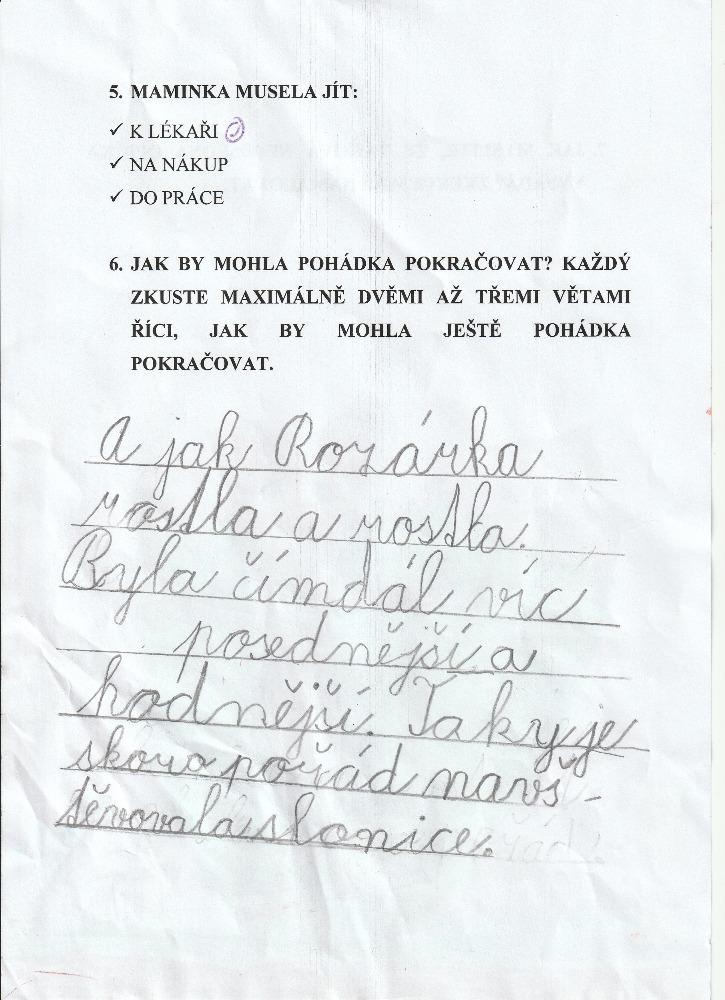 5. MAMINKA MUSELA JÍT:
✓ K LÉKAŘI
✓ NA NÁKUP
✓ DO PRÁCE
6. JAK BY MOHLA POHÁDKA POKRAČOVAT? KAŽDÝ
ZKUSTE MAXIMÁLNĚ DVĚMI AŽ TŘEMI VĚTAMI
ŘÍCI, JAK BY MOHLA JEŠTĚ POHÁDKA
POKRAČOVAT.
A jak Rozárka
rostla a rostla.
Byla čímdál víc
posednější a
hodnější. Taky je
skoro pořád navš-
těvovala slonice.